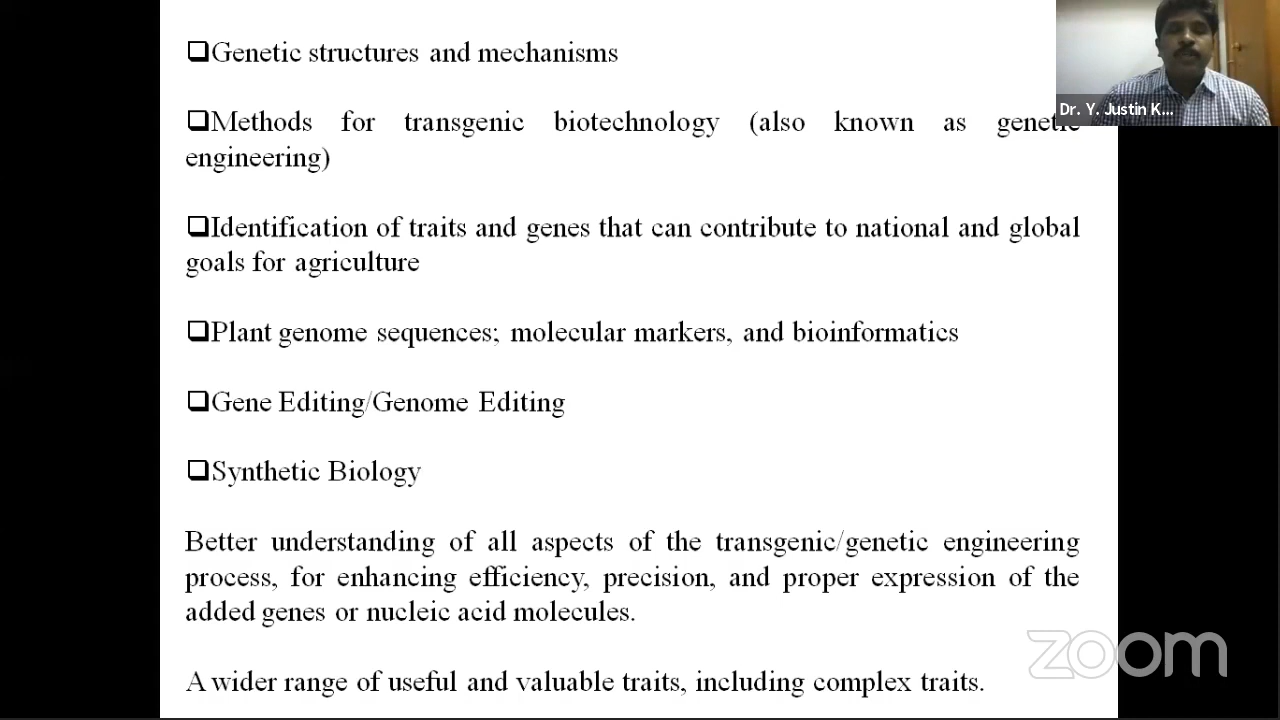 ❑Genetic structures and mechanisms
❑Methods for transgenic biotechnology (also known as genetic
engineering)
❑Identification of traits and genes that can contribute to national and global
goals for agriculture
❑Plant genome sequences; molecular markers, and bioinformatics
❑Gene Editing/Genome Editing
❑Synthetic Biology
Better understanding of all aspects of the transgenic/genetic engineering
process, for enhancing efficiency, precision, and proper expression of the
added genes or nucleic acid molecules.
A wider range of useful and valuable traits, including complex traits.
Dr. Y. Justin K...
zoom